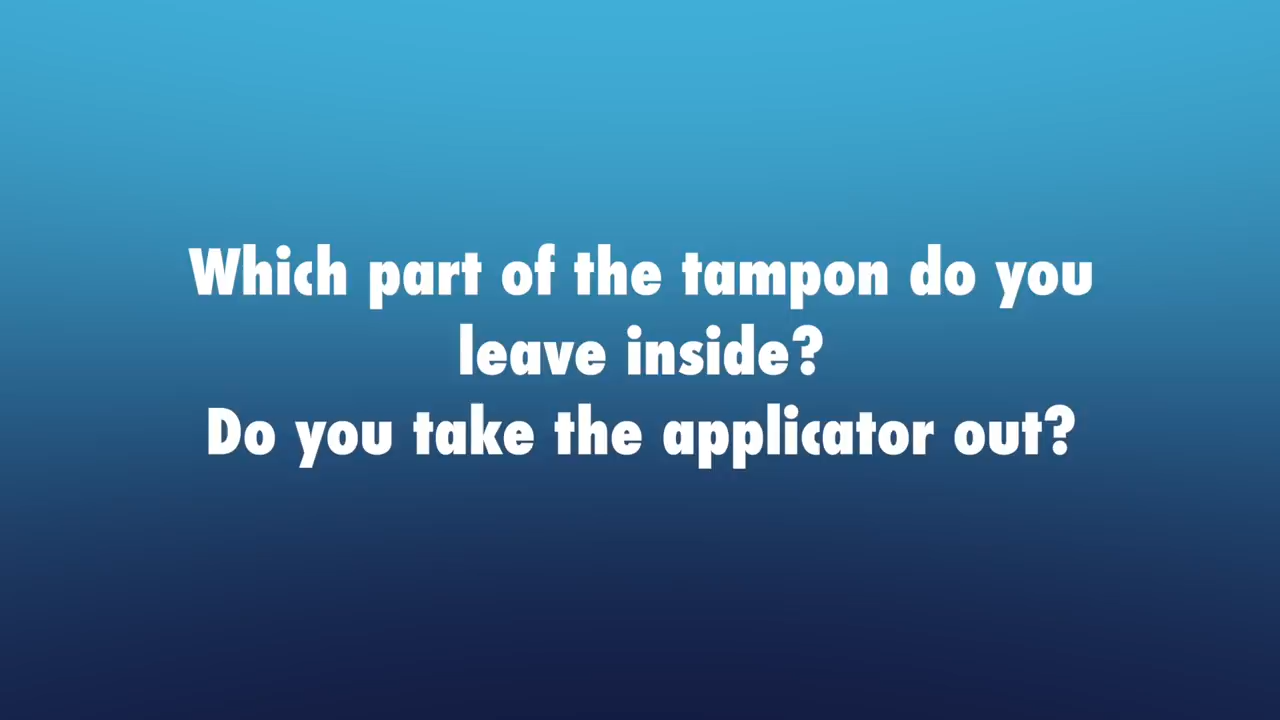 Which part of the tampon do you
leave inside?
Do you take the applicator out?